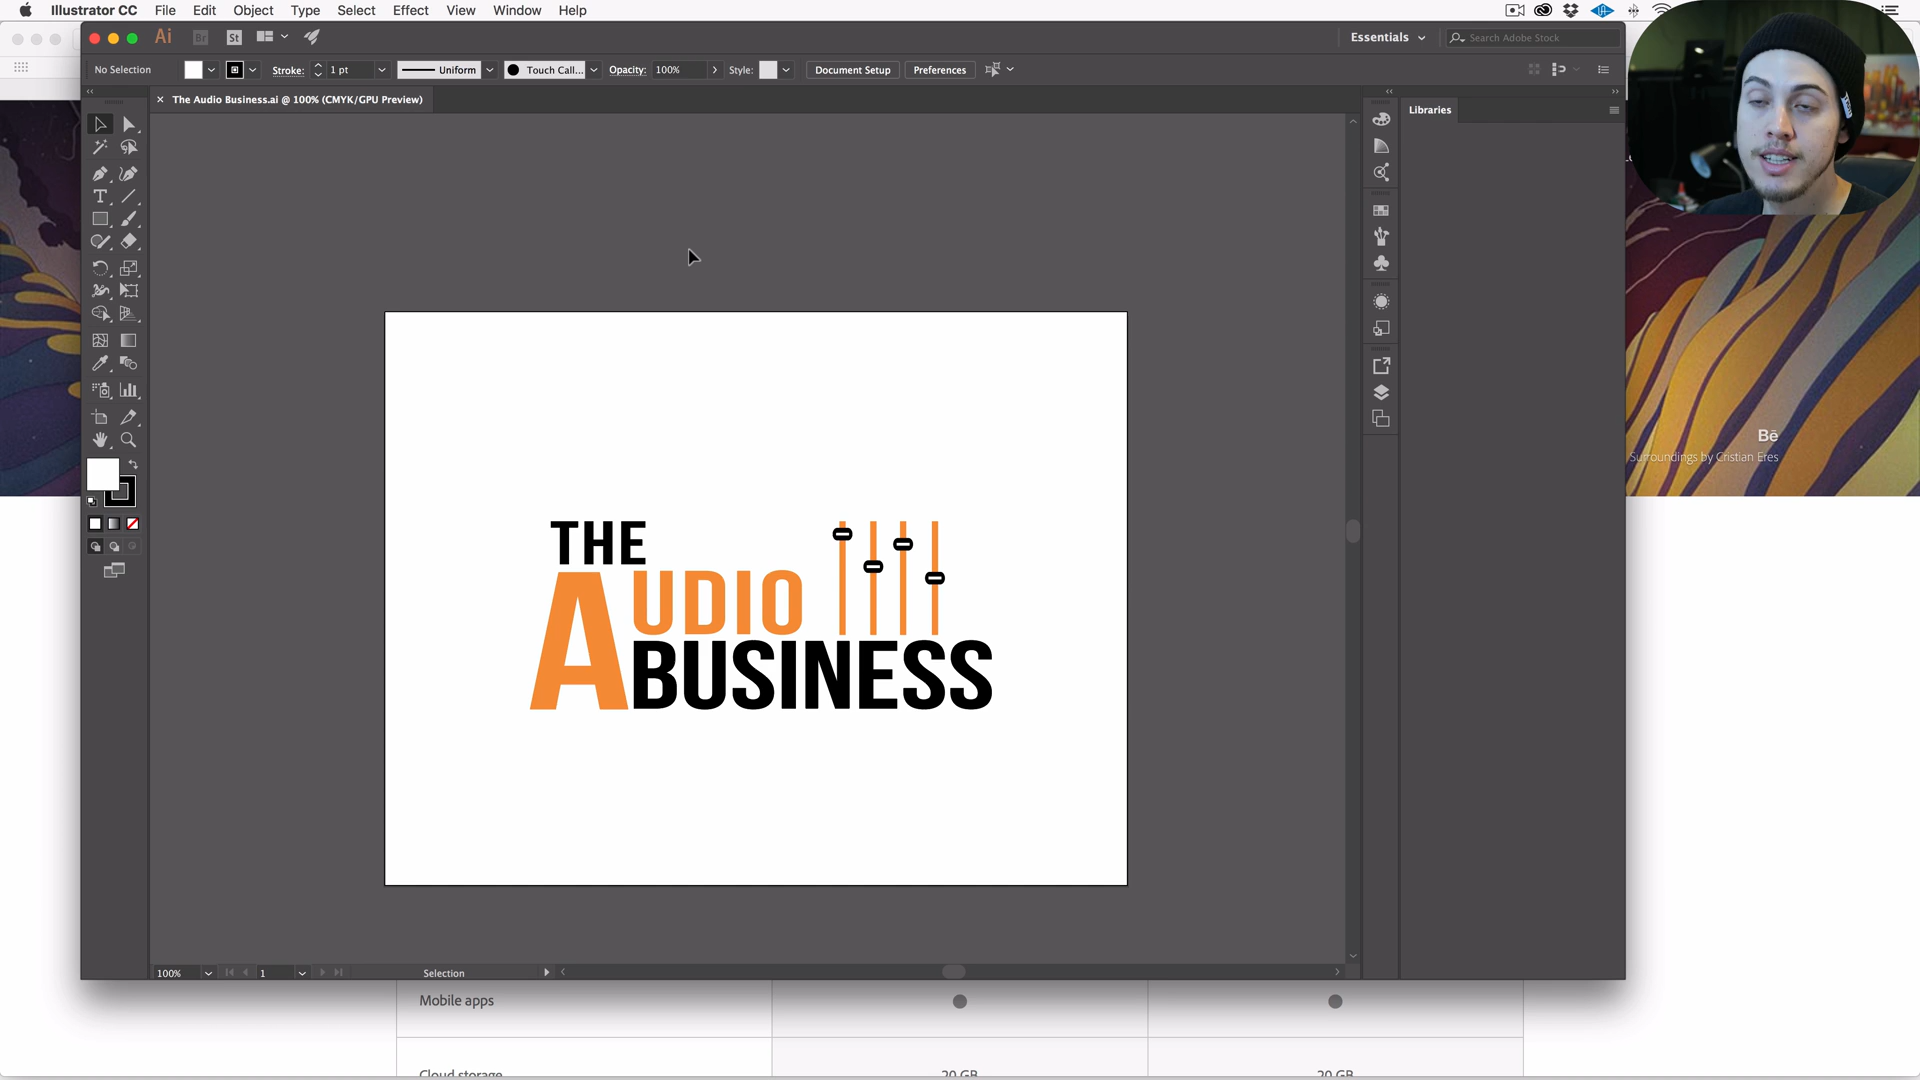 Illustrator CC File Edit Object Type Select Effect View Window Help
Ai Br St Essentials Search Adobe Stock
No Selection Stroke: 1 pt Uniform Touch Call... Opacity: 100% Style: Document Setup Preferences
The Audio Business.ai @ 100% (CMYK/GPU Preview)
Libraries
THE
AUDIO
BUSINESS
Bē
Surroundings by Cristian Eres
100% 1 Selection
Mobile apps
Cloud storage 20 GB 20 GB